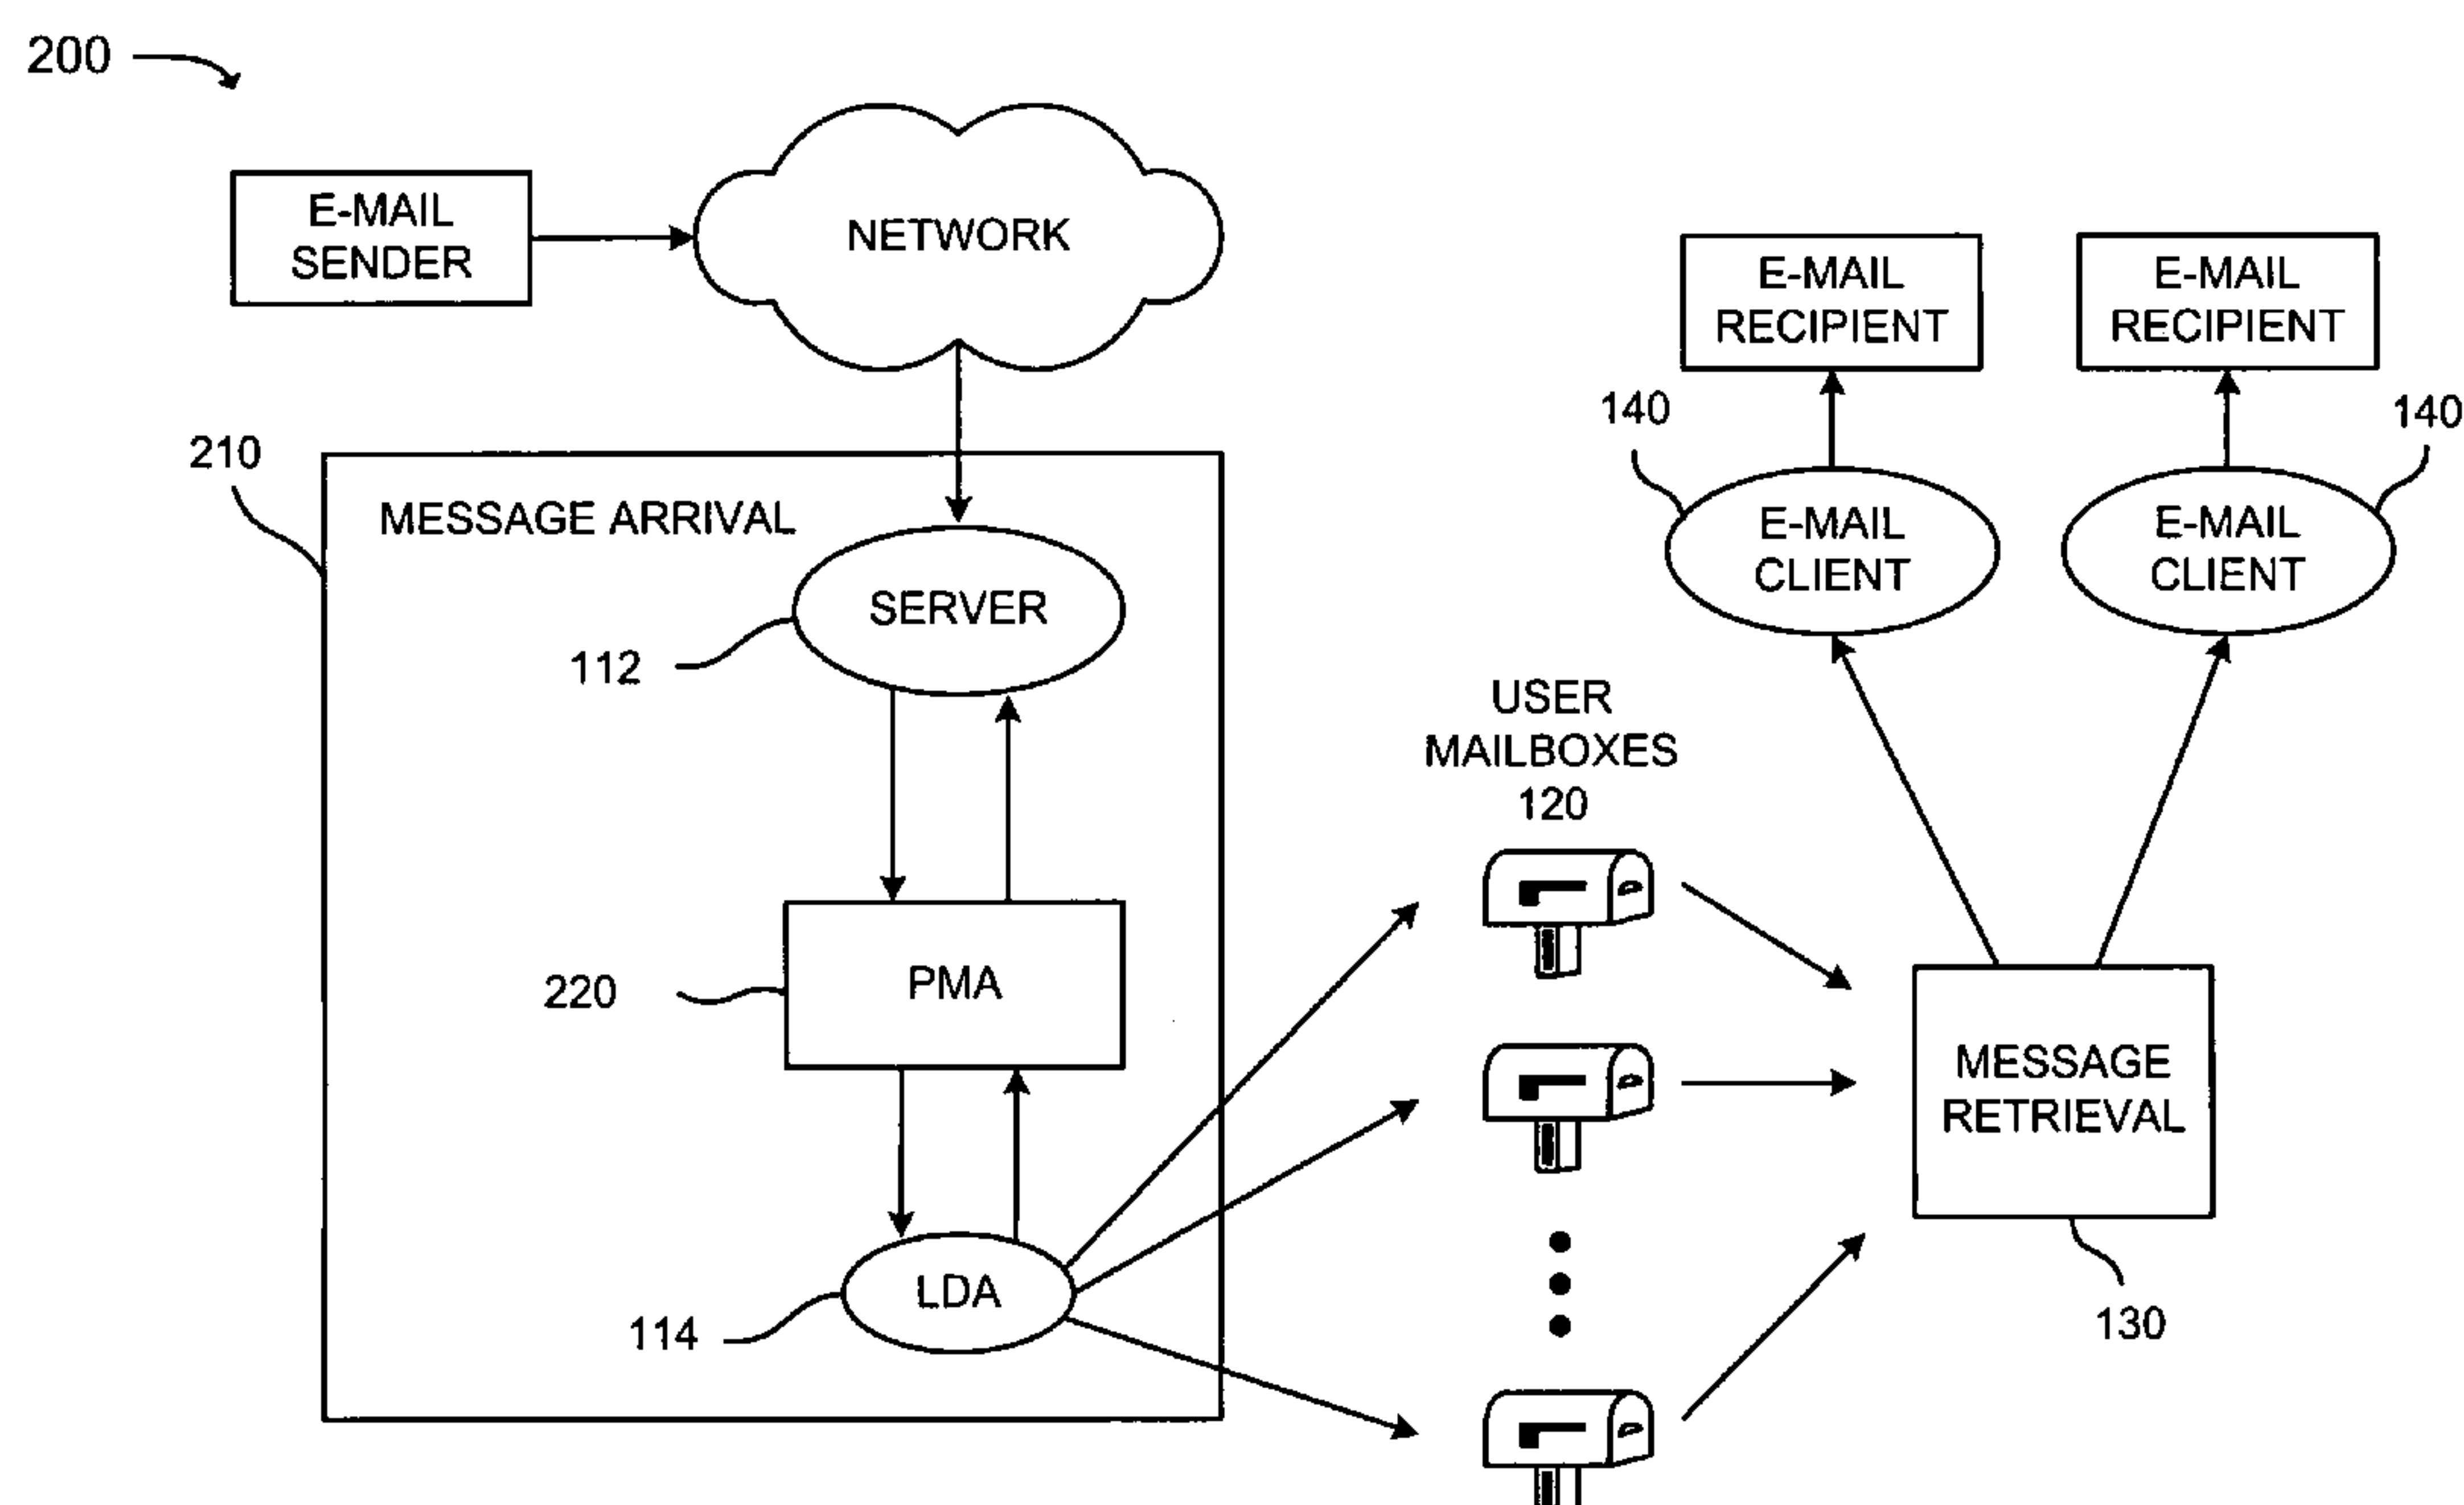 200
E-MAIL
SENDER
NETWORK
E-MAIL
RECIPIENT
E-MAIL
RECIPIENT
140
140
210
MESSAGE ARRIVAL
E-MAIL
CLIENT
E-MAIL
CLIENT
SERVER
112
USER
MAILBOXES
120
PMA
220
MESSAGE
RETRIEVAL
LDA
114
130